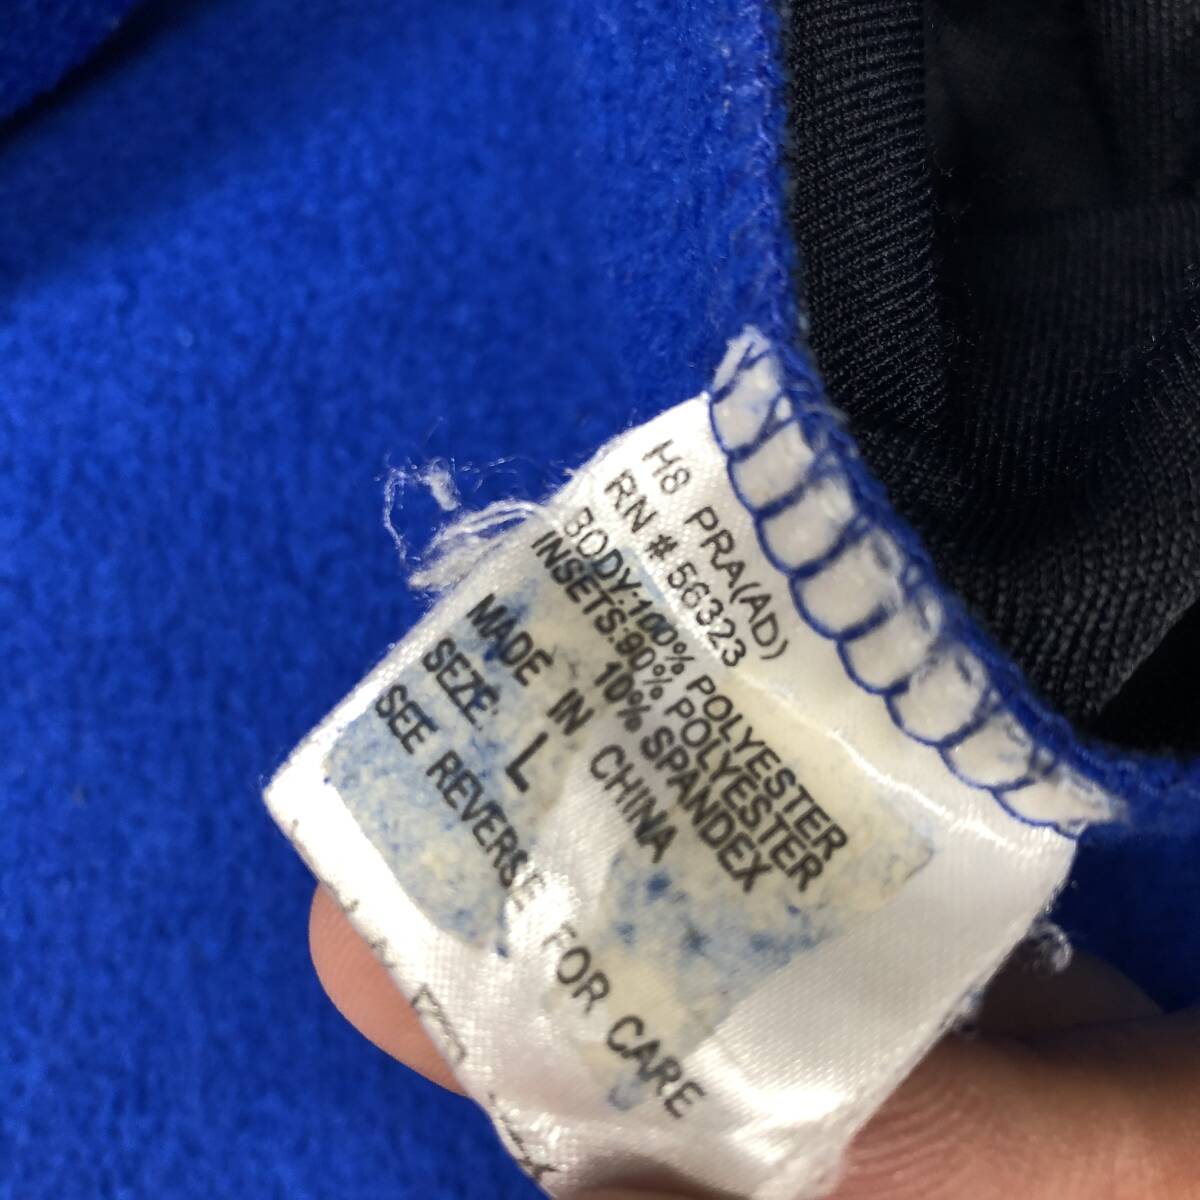 H8 PRA(AD)
RN # 56323
BODY:100% POLYESTER
INSETS:90% POLYESTER
10% SPANDEX
MADE IN CHINA
SEZE: L
SEE REVERSE FOR CARE